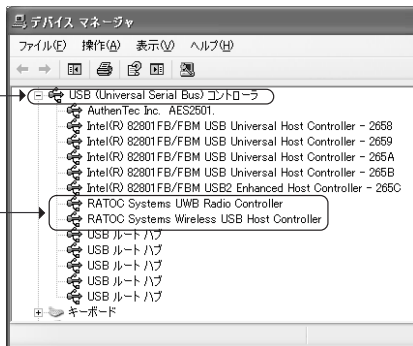 デバイス マネージャ
ファイル(F) 操作(A) 表示(V) ヘルプ(H)
USB (Universal Serial Bus) コントローラ
AuthenTec Inc. AES2501.
Intel(R) 82801FB/FBM USB Universal Host Controller - 2658
Intel(R) 82801FB/FBM USB Universal Host Controller - 2659
Intel(R) 82801FB/FBM USB Universal Host Controller - 265A
Intel(R) 82801FB/FBM USB Universal Host Controller - 265B
Intel(R) 82801FB/FBM USB2 Enhanced Host Controller - 265C
RATOC Systems UWB Radio Controller
RATOC Systems Wireless USB Host Controller
USB ルート ハブ
USB ルート ハブ
USB ルート ハブ
USB ルート ハブ
USB ルート ハブ
キーボード